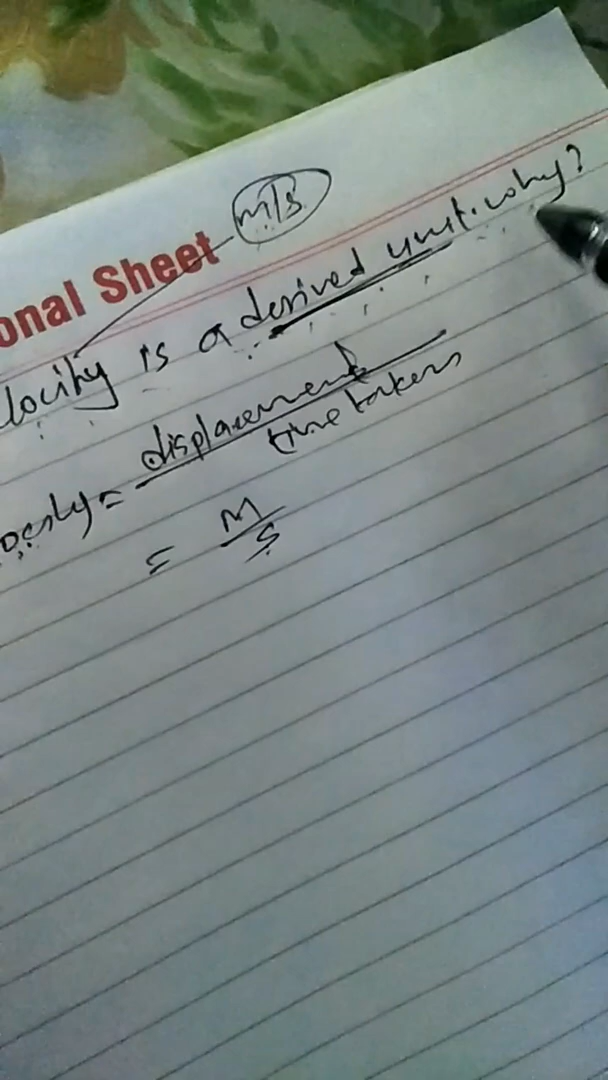 m/s
onal Sheet
locity is a derived unit. why?
ocity = displacement
time taken
= M
S